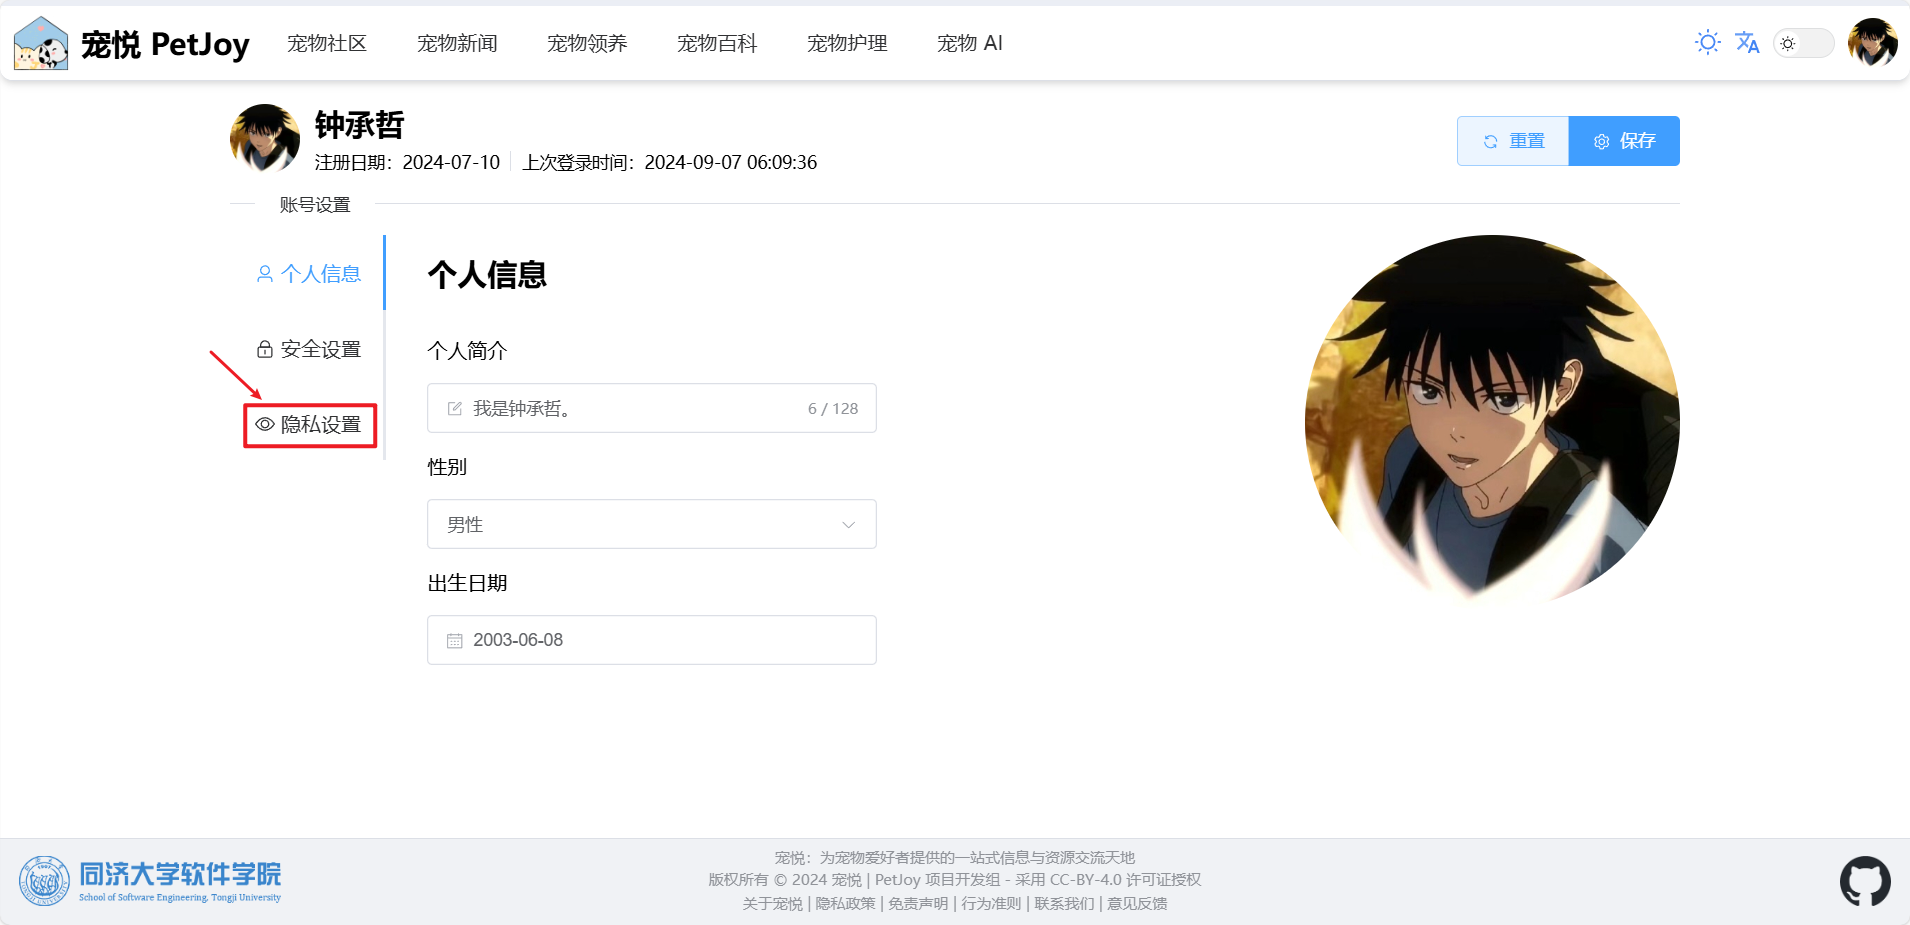 宠悦 PetJoy 宠物社区 宠物新闻 宠物领养 宠物百科 宠物护理 宠物 AI
钟承哲
注册日期：2024-07-10 上次登录时间：2024-09-07 06:09:36
重置 保存
账号设置
个人信息
安全设置
隐私设置
个人信息
个人简介
我是钟承哲。 6 / 128
性别
男性
出生日期
2003-06-08
同济大学软件学院
School of Software Engineering, Tongji University
宠悦：为宠物爱好者提供的一站式信息与资源交流天地
版权所有 © 2024 宠悦 | PetJoy 项目开发组 - 采用 CC-BY-4.0 许可证授权
关于宠悦 | 隐私政策 | 免责声明 | 行为准则 | 联系我们 | 意见反馈